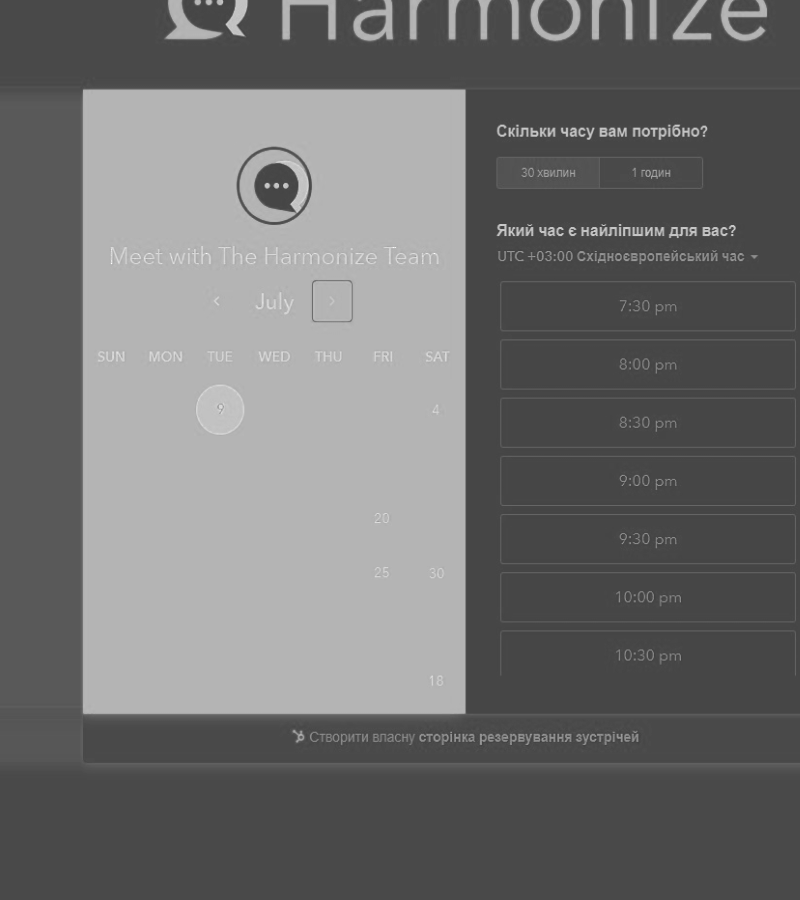 Harmonize
Meet with The Harmonize Team
July
SUN MON TUE WED THU FRI SAT
9 4
20
25 30
18
Скільки часу вам потрібно?
30 хвилин 1 годин
Який час є найліпшим для вас?
UTC +03:00 Східноєвропейський час
7:30 pm
8:00 pm
8:30 pm
9:00 pm
9:30 pm
10:00 pm
10:30 pm
Створити власну сторінка резервування зустрічей